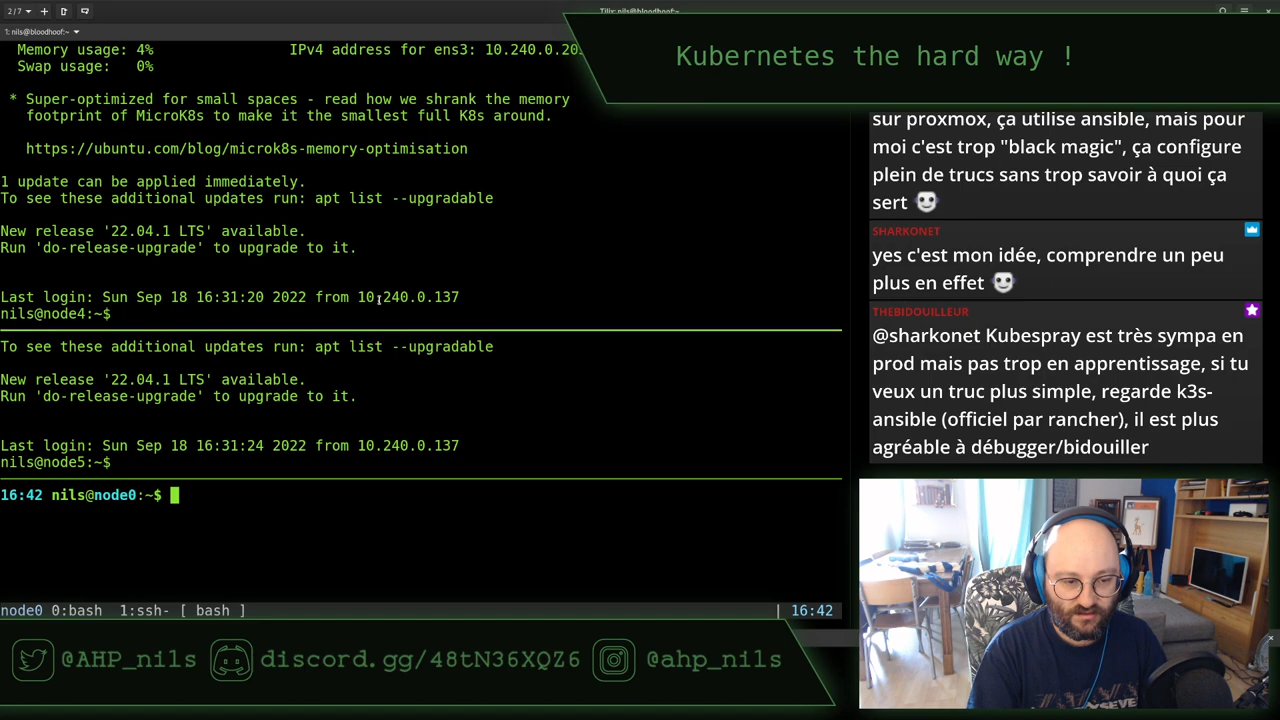 2/7
Tilix: nils@bloodhoof:~
1: nils@bloodhoof:~
Memory usage: 4% IPv4 address for ens3: 10.240.0.20
Swap usage: 0%
* Super-optimized for small spaces - read how we shrank the memory
footprint of MicroK8s to make it the smallest full K8s around.
https://ubuntu.com/blog/microk8s-memory-optimisation
1 update can be applied immediately.
To see these additional updates run: apt list --upgradable
New release '22.04.1 LTS' available.
Run 'do-release-upgrade' to upgrade to it.
Last login: Sun Sep 18 16:31:20 2022 from 10.240.0.137
nils@node4:~$
To see these additional updates run: apt list --upgradable
New release '22.04.1 LTS' available.
Run 'do-release-upgrade' to upgrade to it.
Last login: Sun Sep 18 16:31:24 2022 from 10.240.0.137
nils@node5:~$
16:42 nils@node0:~$
node0 0:bash 1:ssh- [ bash ] | 16:42
Kubernetes the hard way !
sur proxmox, ça utilise ansible, mais pour
moi c'est trop "black magic", ça configure
plein de trucs sans trop savoir à quoi ça
sert
SHARKONET
yes c'est mon idée, comprendre un peu
plus en effet
THEBIDOUILLEUR
@sharkonet Kubespray est très sympa en
prod mais pas trop en apprentissage, si tu
veux un truc plus simple, regarde k3s-
ansible (officiel par rancher), il est plus
agréable à débugger/bidouiller
@AHP_nils discord.gg/48tN36XQZ6 @ahp_nils